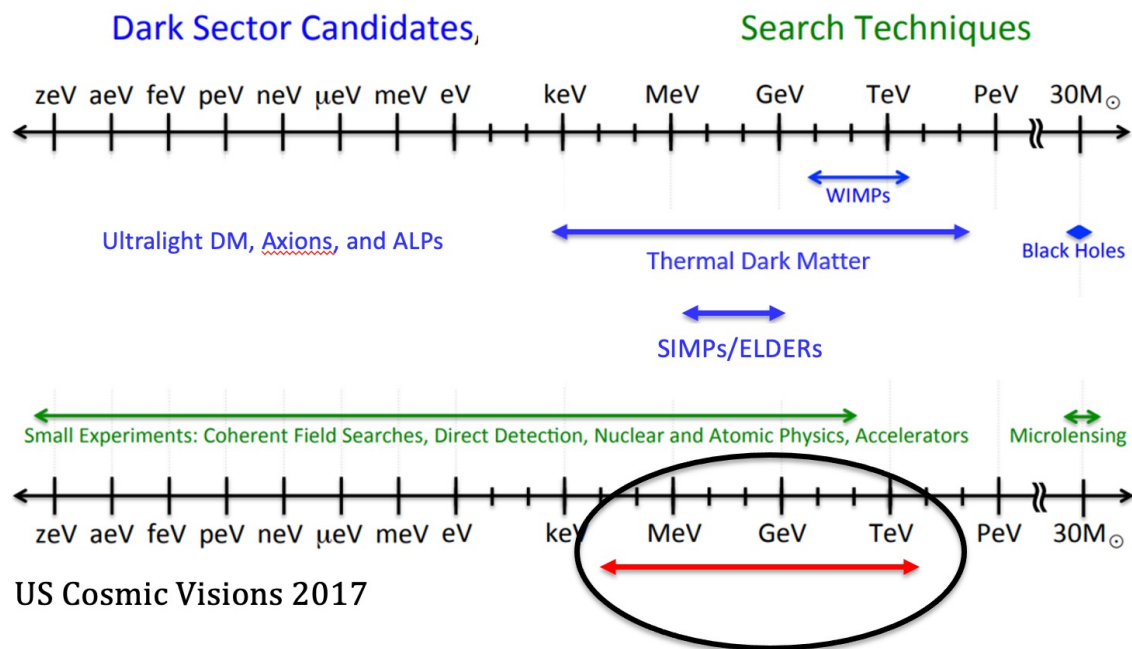 Dark Sector Candidates, Search Techniques
zeV aeV feV peV neV μeV meV eV keV MeV GeV TeV PeV 30M⊙
WIMPs
Ultralight DM, Axions, and ALPs
Thermal Dark Matter
Black Holes
SIMPs/ELDERs
Small Experiments: Coherent Field Searches, Direct Detection, Nuclear and Atomic Physics, Accelerators Microlensing
zeV aeV feV peV neV μeV meV eV keV MeV GeV TeV PeV 30M⊙
US Cosmic Visions 2017